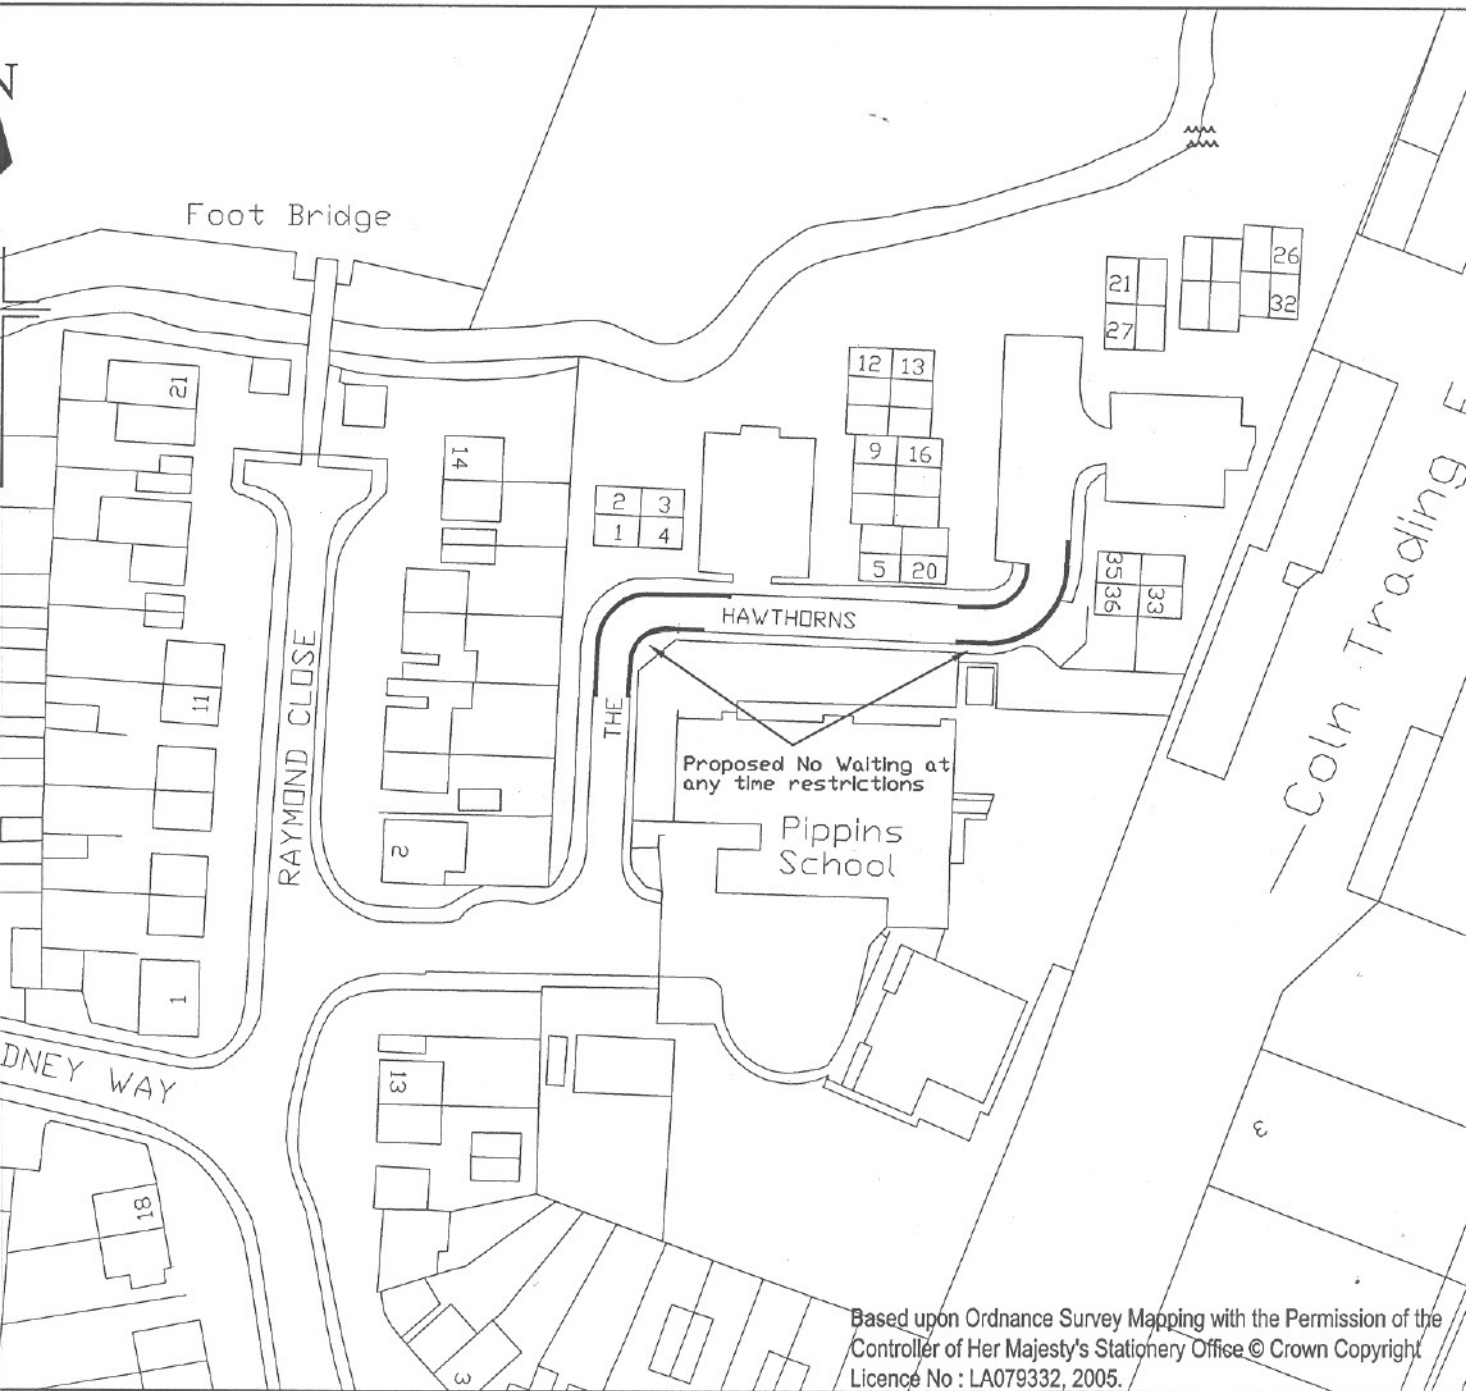 N
Foot Bridge
26
21
32
27
12 13
21
14
9 16
2 3
1 4
35
5 20
36
33
HAWTHORNS
THE
11
RAYMOND CLOSE
Proposed No Waiting at
any time restrictions
Pippins
School
2
Coln Trading
1
DNEY WAY
13
3
18
3
Based upon Ordnance Survey Mapping with the Permission of the
Controller of Her Majesty's Stationery Office © Crown Copyright
Licence No : LA079332, 2005.